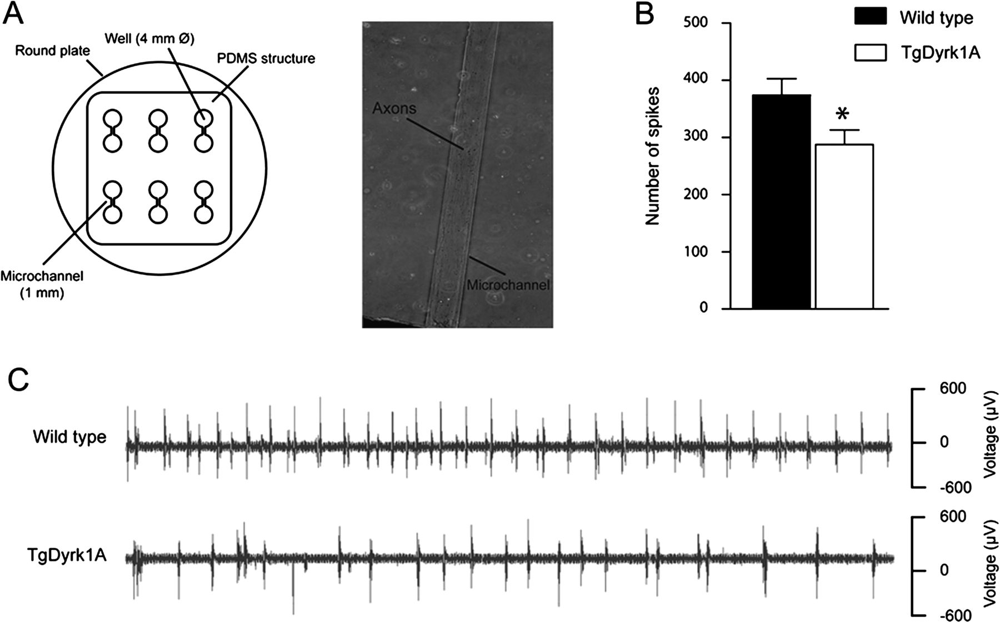 A
Round plate
Well (4 mm Ø)
PDMS structure
Microchannel
(1 mm)
Axons
Microchannel
B
Wild type
TgDyrk1A
Number of spikes
500
400
300
200
100
0
*
C
Wild type
600
0
-600
Voltage (µV)
TgDyrk1A
600
0
-600
Voltage (µV)